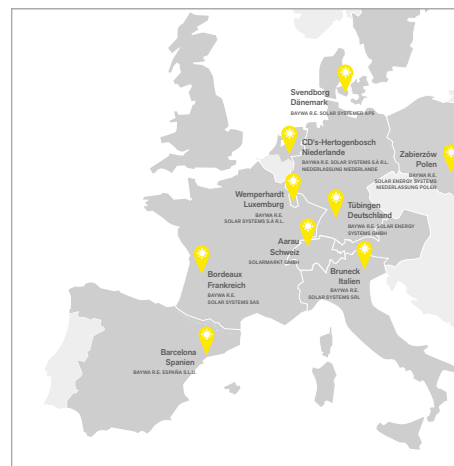 Svendborg
Dänemark
BAYWA R.E. SOLAR SYSTEMER APS
CD's-Hertogenbosch
Niederlande
BAYWA R.E. SOLAR SYSTEMS S.À R.L.
NIEDERLASSUNG NIEDERLANDE
Zabierzów
Polen
BAYWA R.E.
SOLAR ENERGY SYSTEMS
NIEDERLASSUNG POLEN
Wemperhardt
Luxemburg
BAYWA R.E.
SOLAR SYSTEMS S.À R.L.
Tübingen
Deutschland
BAYWA R.E. SOLAR ENERGY
SYSTEMS GMBH
Aarau
Schweiz
SOLARMARKT GMBH
Bruneck
Italien
BAYWA R.E.
SOLAR SYSTEMS SRL
Bordeaux
Frankreich
BAYWA R.E.
SOLAR SYSTEMS SAS
Barcelona
Spanien
BAYWA R.E. ESPAÑA S.L.U.